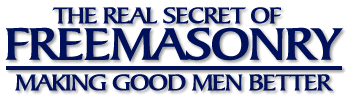 THE REAL SECRET OF
FREEMASONRY
MAKING GOOD MEN BETTER